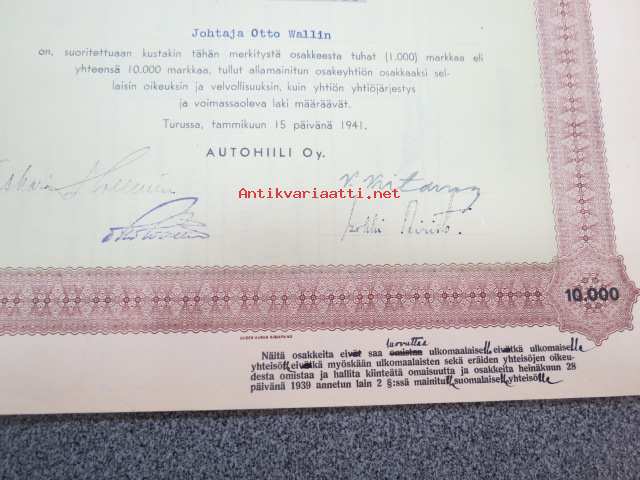 Johtaja Otto Wallin
on, suoritettuaan kustakin tähän merkitystä osakkeesta tuhat (1.000) markkaa eli
yhteensä 10.000 markkaa, tullut allamainitun osakeyhtiön osakkaaksi sel-
laisin oikeuksin ja velvollisuuksin, kuin yhtiön yhtiöjärjestys
ja voimassaoleva laki määräävät.
Turussa, tammikuun 15 päivänä 1941.
AUTOHIILI Oy.
Antikvariaatti.net
10.000
luovuttaa
Näitä osakkeita eivät saa omistaa ulkomaalaiselle eivätkä ulkomaiselle
yhteisölle eivätkä myöskään ulkomaalaisten sekä eräiden yhteisöjen oikeu-
desta omistaa ja hallita kiinteätä omaisuutta ja osakkeita heinäkuun 28
päivänä 1939 annetun lain 2 §:ssä mainitulle suomalaiselle yhteisölle